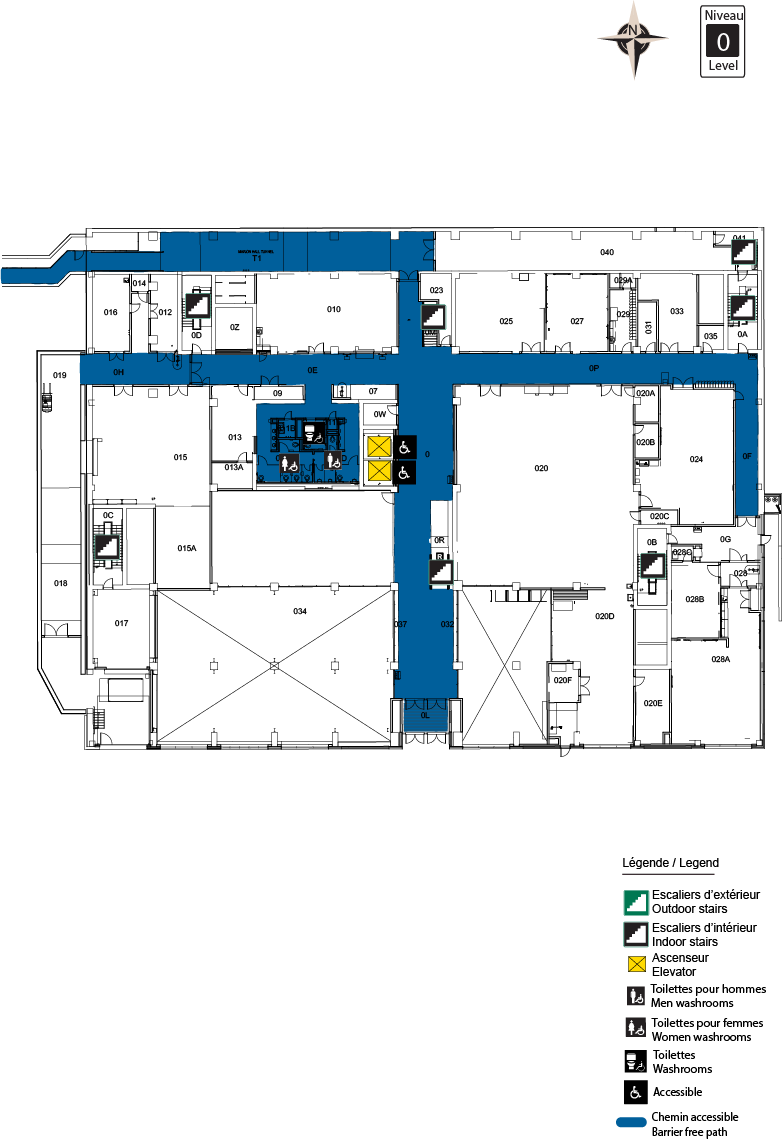 N
Niveau
0
Level
041
040
T1
014
029A
016
012
0Z
010
023
025
027
029
031
033
035
0A
0D
019
0H
0E
0P
09
07
020A
0W
013
015
020B
013A
0
020
024
0F
0C
020C
0R
0B
0G
015A
R
028C
028
018
028B
017
034
037
032
020D
028A
020F
020E
0L
Légende / Legend
Escaliers d’extérieur
Outdoor stairs
Escaliers d’intérieur
Indoor stairs
Ascenseur
Elevator
Toilettes pour hommes
Men washrooms
Toilettes pour femmes
Women washrooms
Toilettes
Washrooms
Accessible
Chemin accessible
Barrier free path